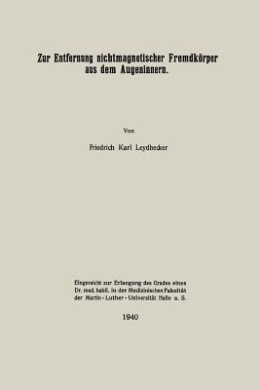 Zur Entfernung nichtmagnetischer Fremdkörper
aus dem Augeninnern.
Von
Friedrich Karl Leydhecker
Eingereicht zur Erlangung des Grades eines
Dr. med. habil. in der Medizinischen Fakultät
der Martin-Luther-Universität Halle a. S.
1940